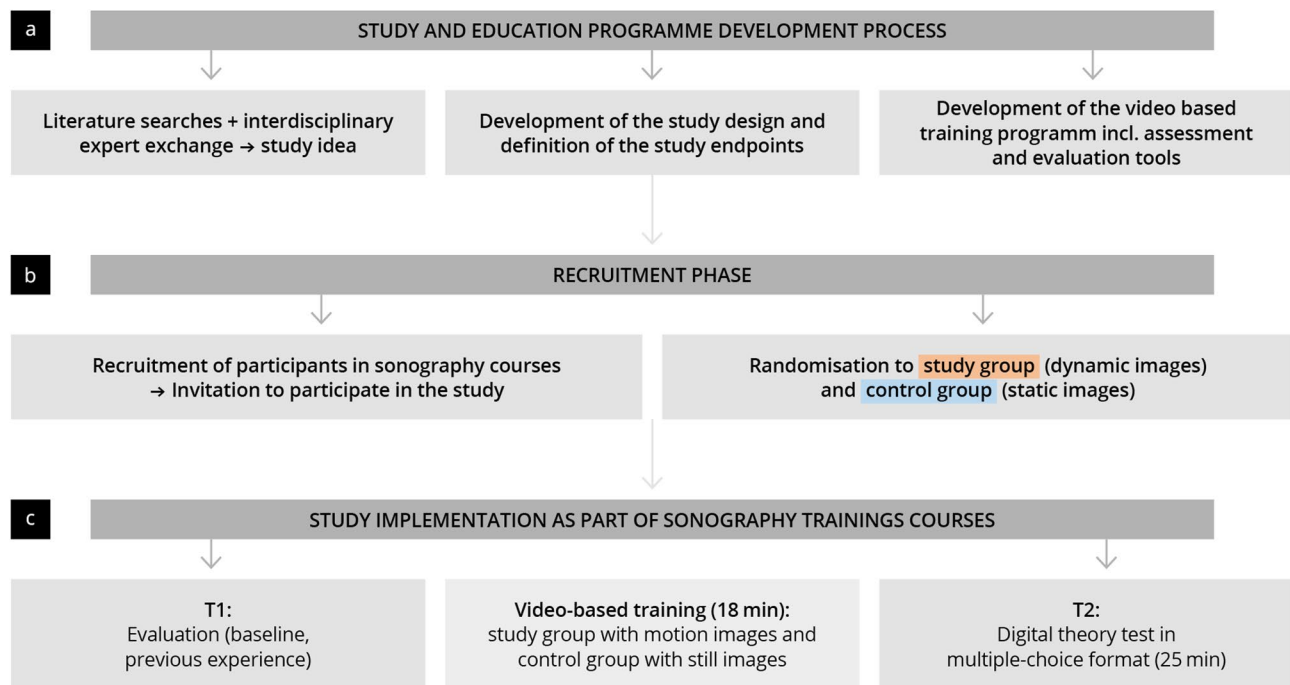 a
STUDY AND EDUCATION PROGRAMME DEVELOPMENT PROCESS
Literature searches + interdisciplinary
expert exchange → study idea
Development of the study design and
definition of the study endpoints
Development of the video based
training programm incl. assessment
and evaluation tools
b
RECRUITMENT PHASE
Recruitment of participants in sonography courses
→ Invitation to participate in the study
Randomisation to study group (dynamic images)
and control group (static images)
c
STUDY IMPLEMENTATION AS PART OF SONOGRAPHY TRAININGS COURSES
T1:
Evaluation (baseline,
previous experience)
Video-based training (18 min):
study group with motion images and
control group with still images
T2:
Digital theory test in
multiple-choice format (25 min)